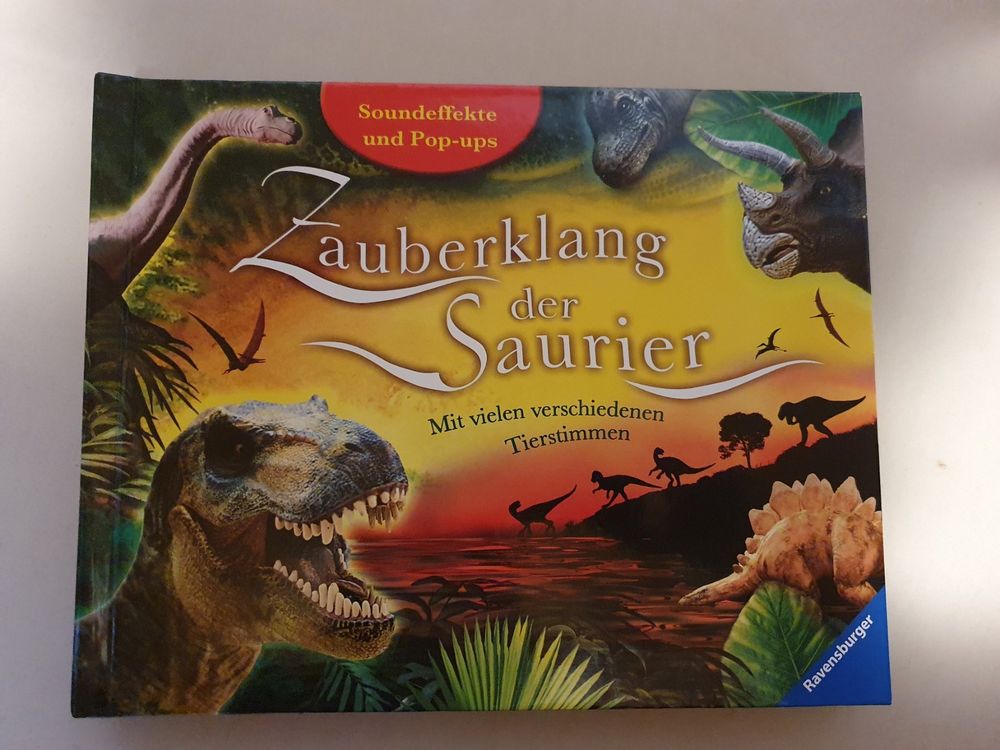 Soundeffekte
und Pop-ups
Zauberklang
der
Saurier
Mit vielen verschiedenen
Tierstimmen
Ravensburger